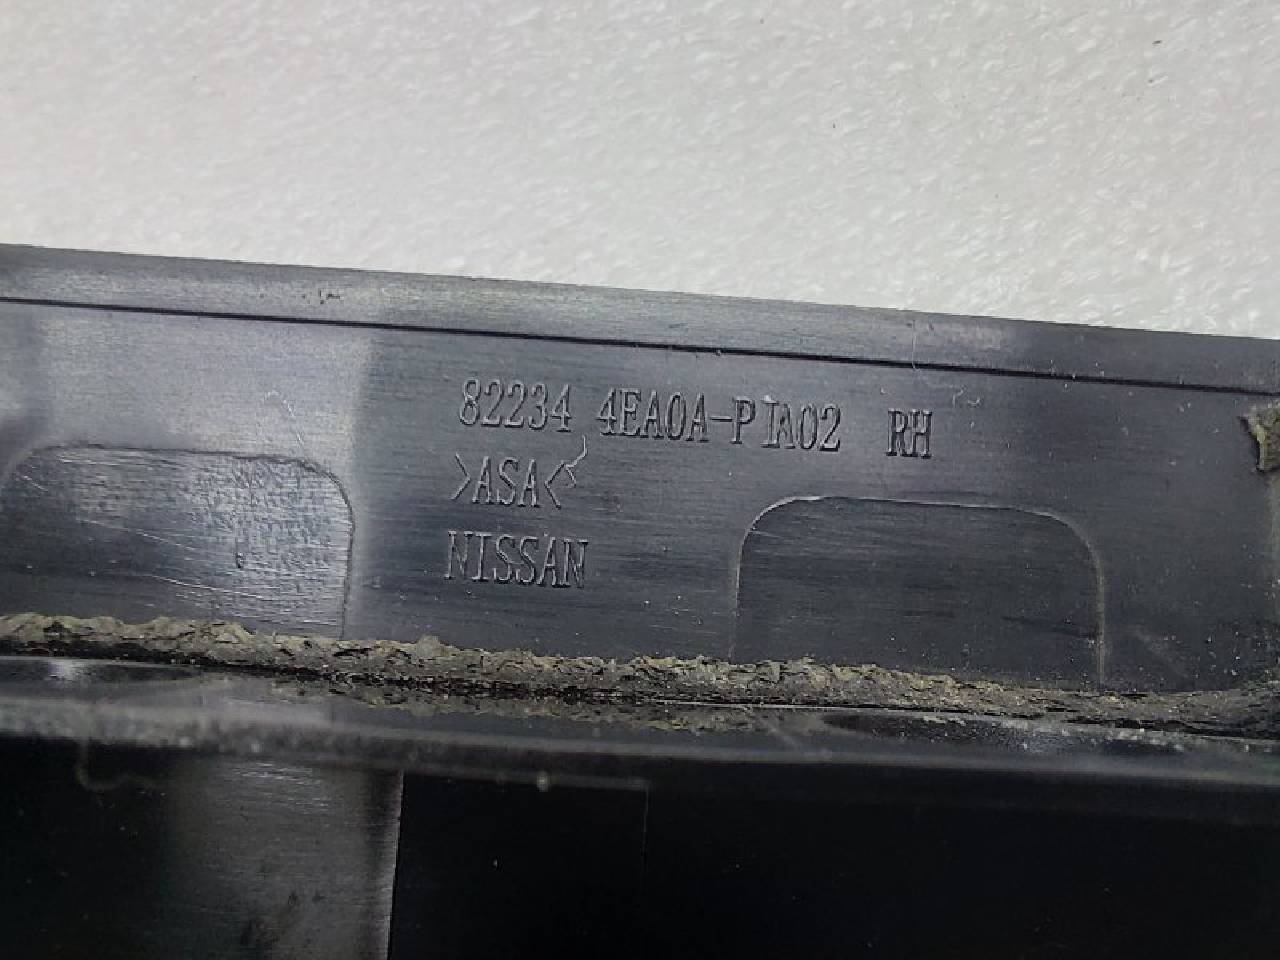 82234 4EA0A-PIA02 RH
>ASA<
NISSAN